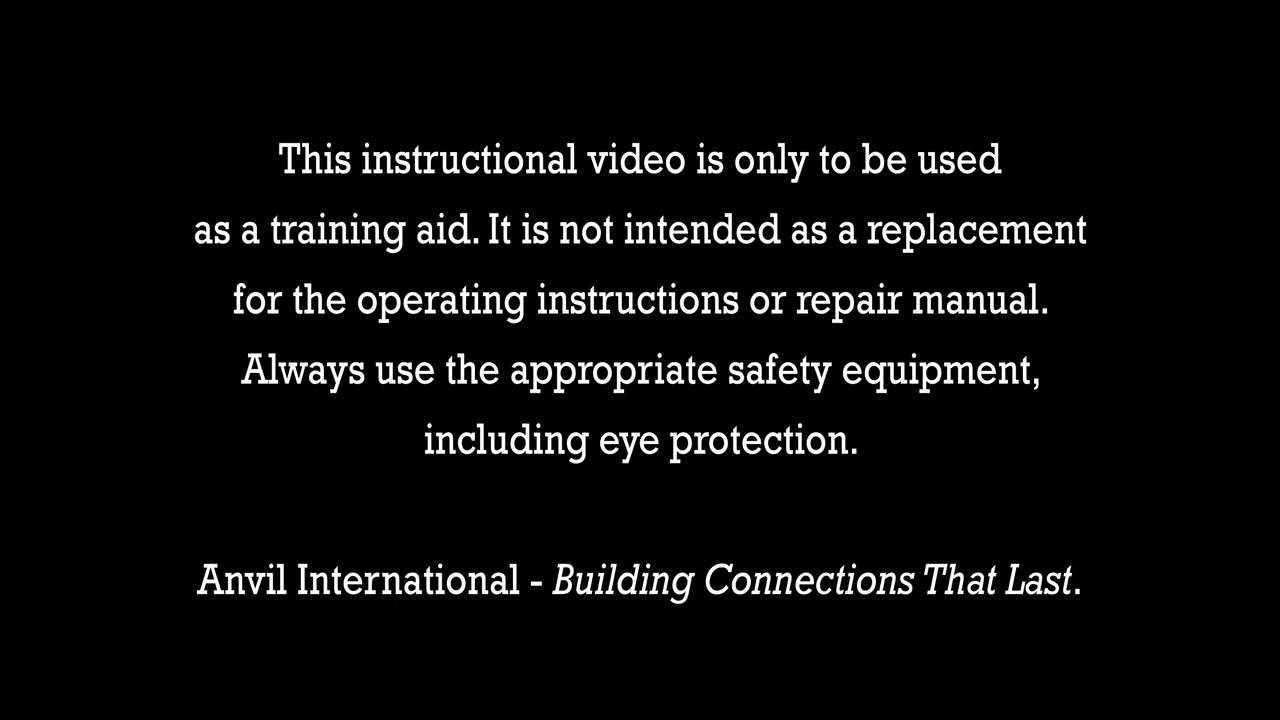 This instructional video is only to be used
as a training aid. It is not intended as a replacement
for the operating instructions or repair manual.
Always use the appropriate safety equipment,
including eye protection.
Anvil International - Building Connections That Last.